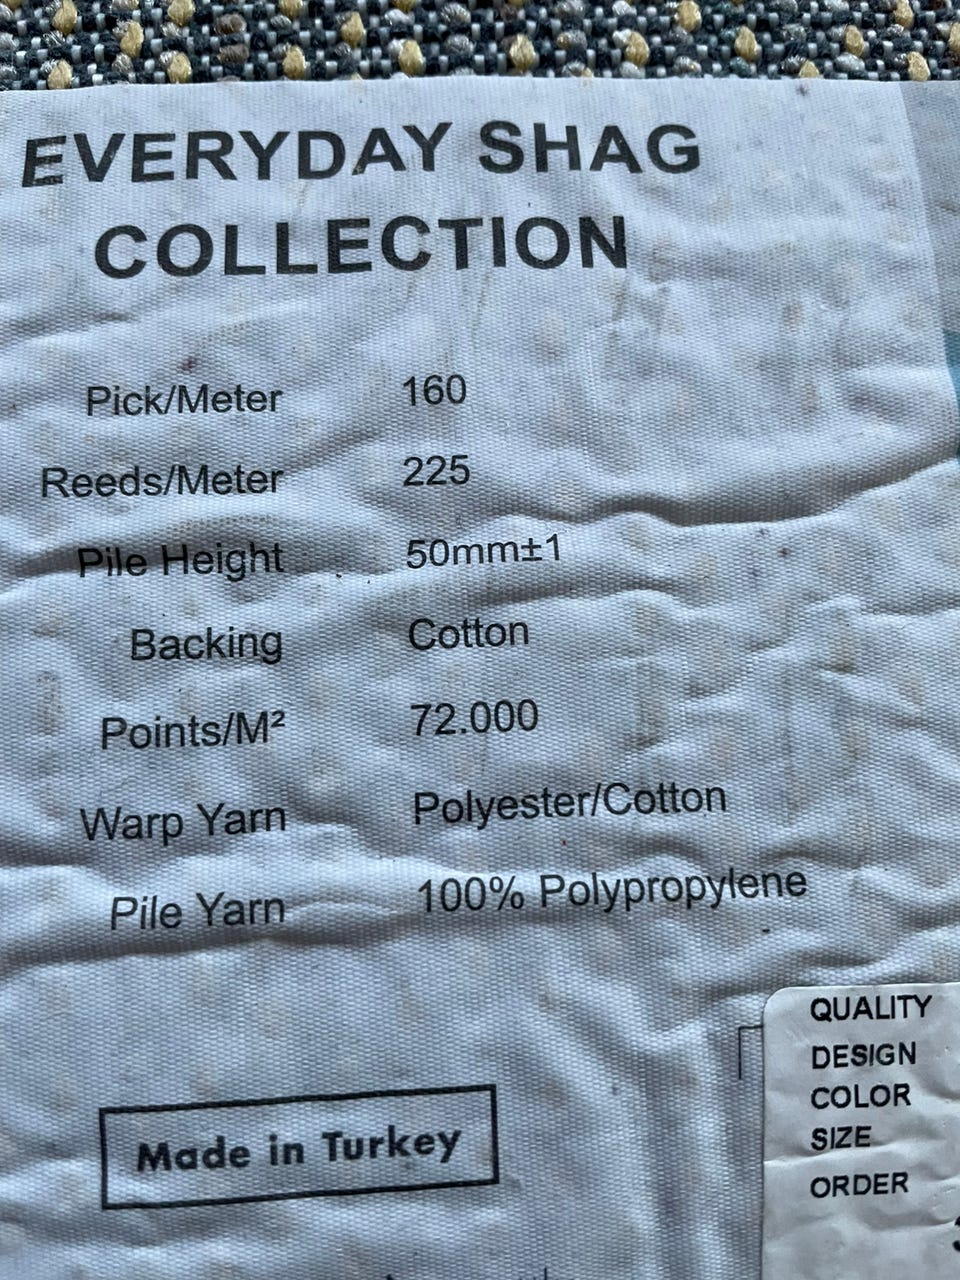 EVERYDAY SHAG
COLLECTION
Pick/Meter 160
Reeds/Meter 225
Pile Height 50mm±1
Backing Cotton
Points/M² 72.000
Warp Yarn Polyester/Cotton
Pile Yarn 100% Polypropylene
Made in Turkey
QUALITY
DESIGN
COLOR
SIZE
ORDER